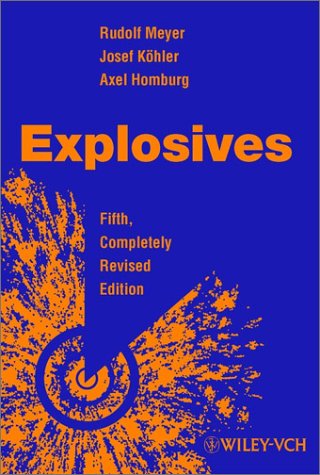 Rudolf Meyer
Josef Köhler
Axel Homburg
Explosives
Fifth,
Completely
Revised
Edition
WILEY-VCH